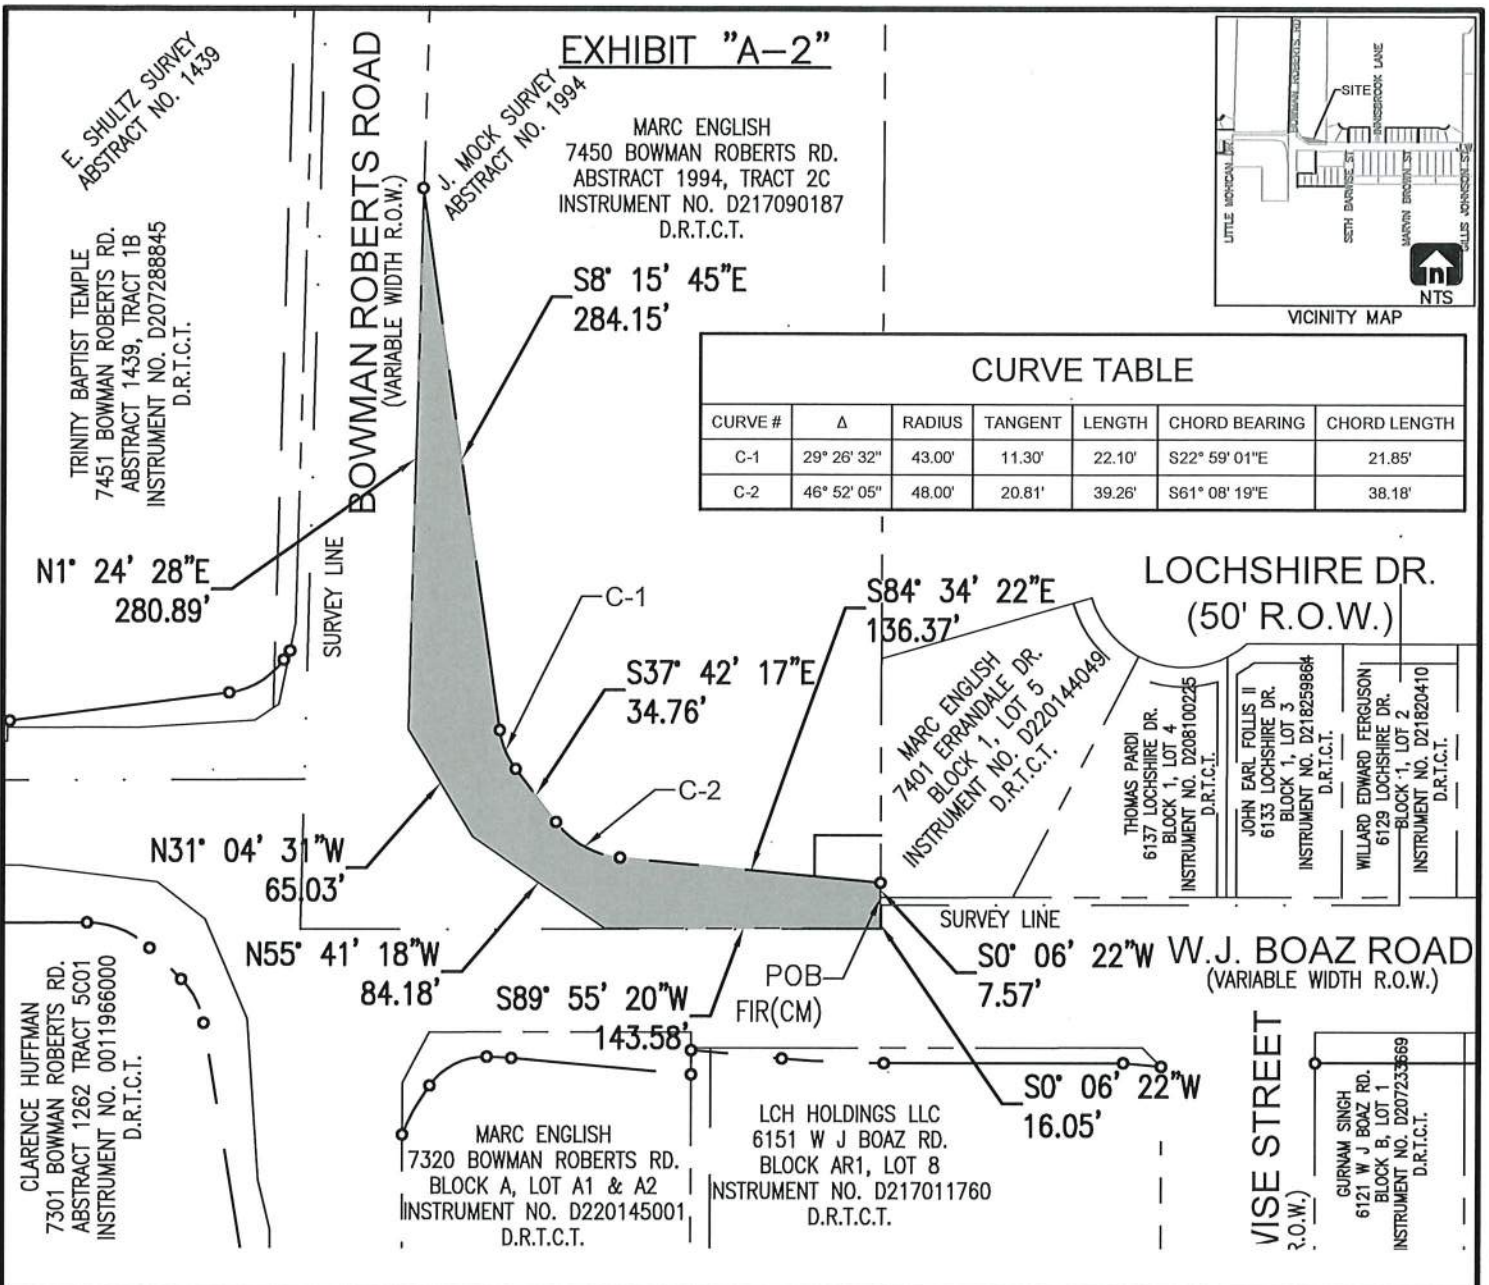 EXHIBIT "A-2"
E. SHULTZ SURVEY
ABSTRACT NO. 1439
BOWMAN ROBERTS ROAD
(VARIABLE WIDTH R.O.W.)
J. MOCK SURVEY
ABSTRACT NO. 1994
MARC ENGLISH
7450 BOWMAN ROBERTS RD.
ABSTRACT 1994, TRACT 2C
INSTRUMENT NO. D217090187
D.R.T.C.T.
BOWMAN ROBERTS RD
SITE
INNISBROOK LANE
LITTLE MOHICAN DR.
SETH BARWISE ST
MARVIN BROWN ST
GILLIS JOHNSON ST
n
NTS
VICINITY MAP
TRINITY BAPTIST TEMPLE
7451 BOWMAN ROBERTS RD.
ABSTRACT 1439, TRACT 1B
INSTRUMENT NO. D207288845
D.R.T.C.T.
S8° 15' 45"E
284.15'
CURVE TABLE
CURVE # Δ RADIUS TANGENT LENGTH CHORD BEARING CHORD LENGTH
C-1 29° 26' 32" 43.00' 11.30' 22.10' S22° 59' 01"E 21.85'
C-2 46° 52' 05" 48.00' 20.81' 39.26' S61° 08' 19"E 38.18'
N1° 24' 28"E
280.89'
SURVEY LINE
C-1
S84° 34' 22"E
136.37'
LOCHSHIRE DR.
(50' R.O.W.)
S37° 42' 17"E
34.76'
C-2
MARC ENGLISH
7401 ERRANDALE DR.
BLOCK 1, LOT 5
INSTRUMENT NO. D220144049
D.R.T.C.T.
THOMAS PARDI
6137 LOCHSHIRE DR.
BLOCK 1, LOT 4
INSTRUMENT NO. D208100225
D.R.T.C.T.
JOHN EARL FOLLIS II
6133 LOCHSHIRE DR.
BLOCK 1, LOT 3
INSTRUMENT NO. D218259864
D.R.T.C.T.
WILLARD EDWARD FERGUSON
6129 LOCHSHIRE DR.
BLOCK 1, LOT 2
INSTRUMENT NO. D21820410
D.R.T.C.T.
N31° 04' 31"W
65.03'
N55° 41' 18"W
84.18'
S89° 55' 20"W
143.58'
POB
FIR(CM)
SURVEY LINE
S0° 06' 22"W
7.57'
W.J. BOAZ ROAD
(VARIABLE WIDTH R.O.W.)
CLARENCE HUFFMAN
7301 BOWMAN ROBERTS RD.
ABSTRACT 1262 TRACT 5C01
INSTRUMENT NO. 0011966000
D.R.T.C.T.
S0° 06' 22"W
16.05'
MARC ENGLISH
7320 BOWMAN ROBERTS RD.
BLOCK A, LOT A1 & A2
INSTRUMENT NO. D220145001
D.R.T.C.T.
LCH HOLDINGS LLC
6151 W J BOAZ RD.
BLOCK AR1, LOT 8
INSTRUMENT NO. D217011760
D.R.T.C.T.
VISE STREET
R.O.W.)
GURNAM SINGH
6121 W J BOAZ RD.
BLOCK B, LOT 1
INSTRUMENT NO. D207233669
D.R.T.C.T.